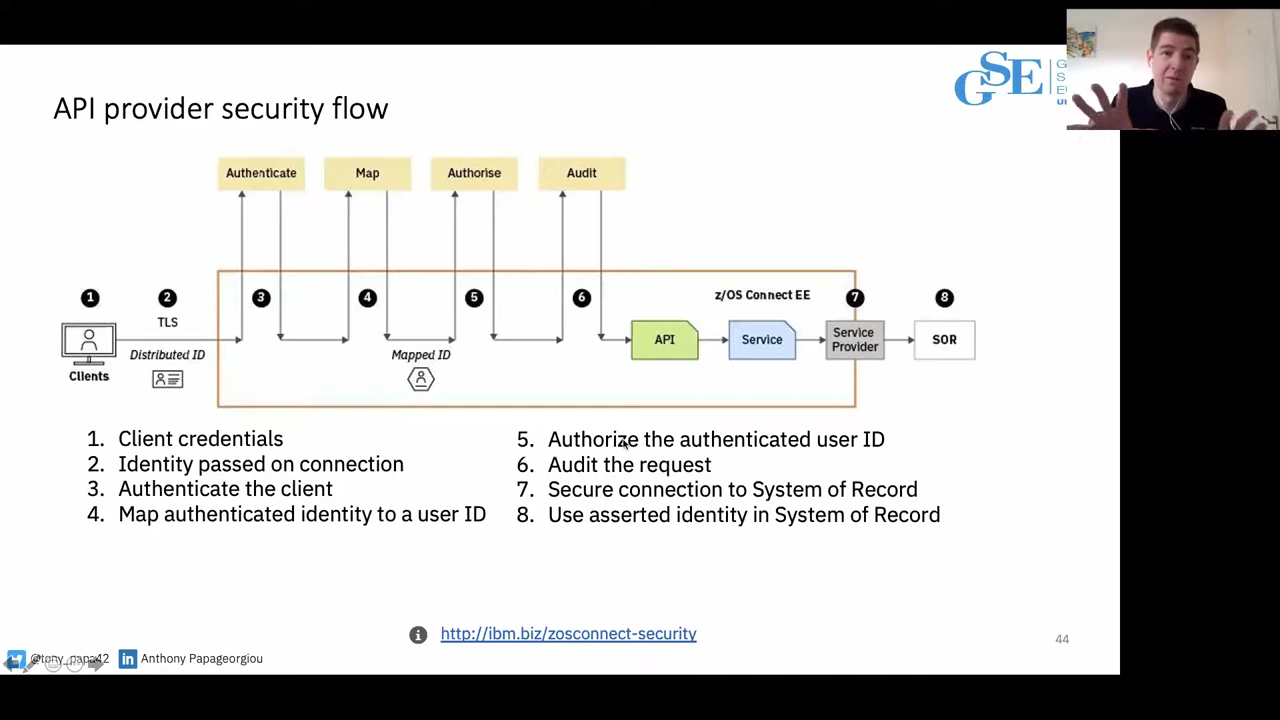 GSE
G
S
E
UI
API provider security flow
Authenticate
Map
Authorise
Audit
1
2
3
4
5
6
z/OS Connect EE
7
8
TLS
API
Service
Service
Provider
SOR
Distributed ID
Mapped ID
Clients
1. Client credentials
2. Identity passed on connection
3. Authenticate the client
4. Map authenticated identity to a user ID
5. Authorize the authenticated user ID
6. Audit the request
7. Secure connection to System of Record
8. Use asserted identity in System of Record
http://ibm.biz/zosconnect-security
44
@tony_papa42
in Anthony Papageorgiou